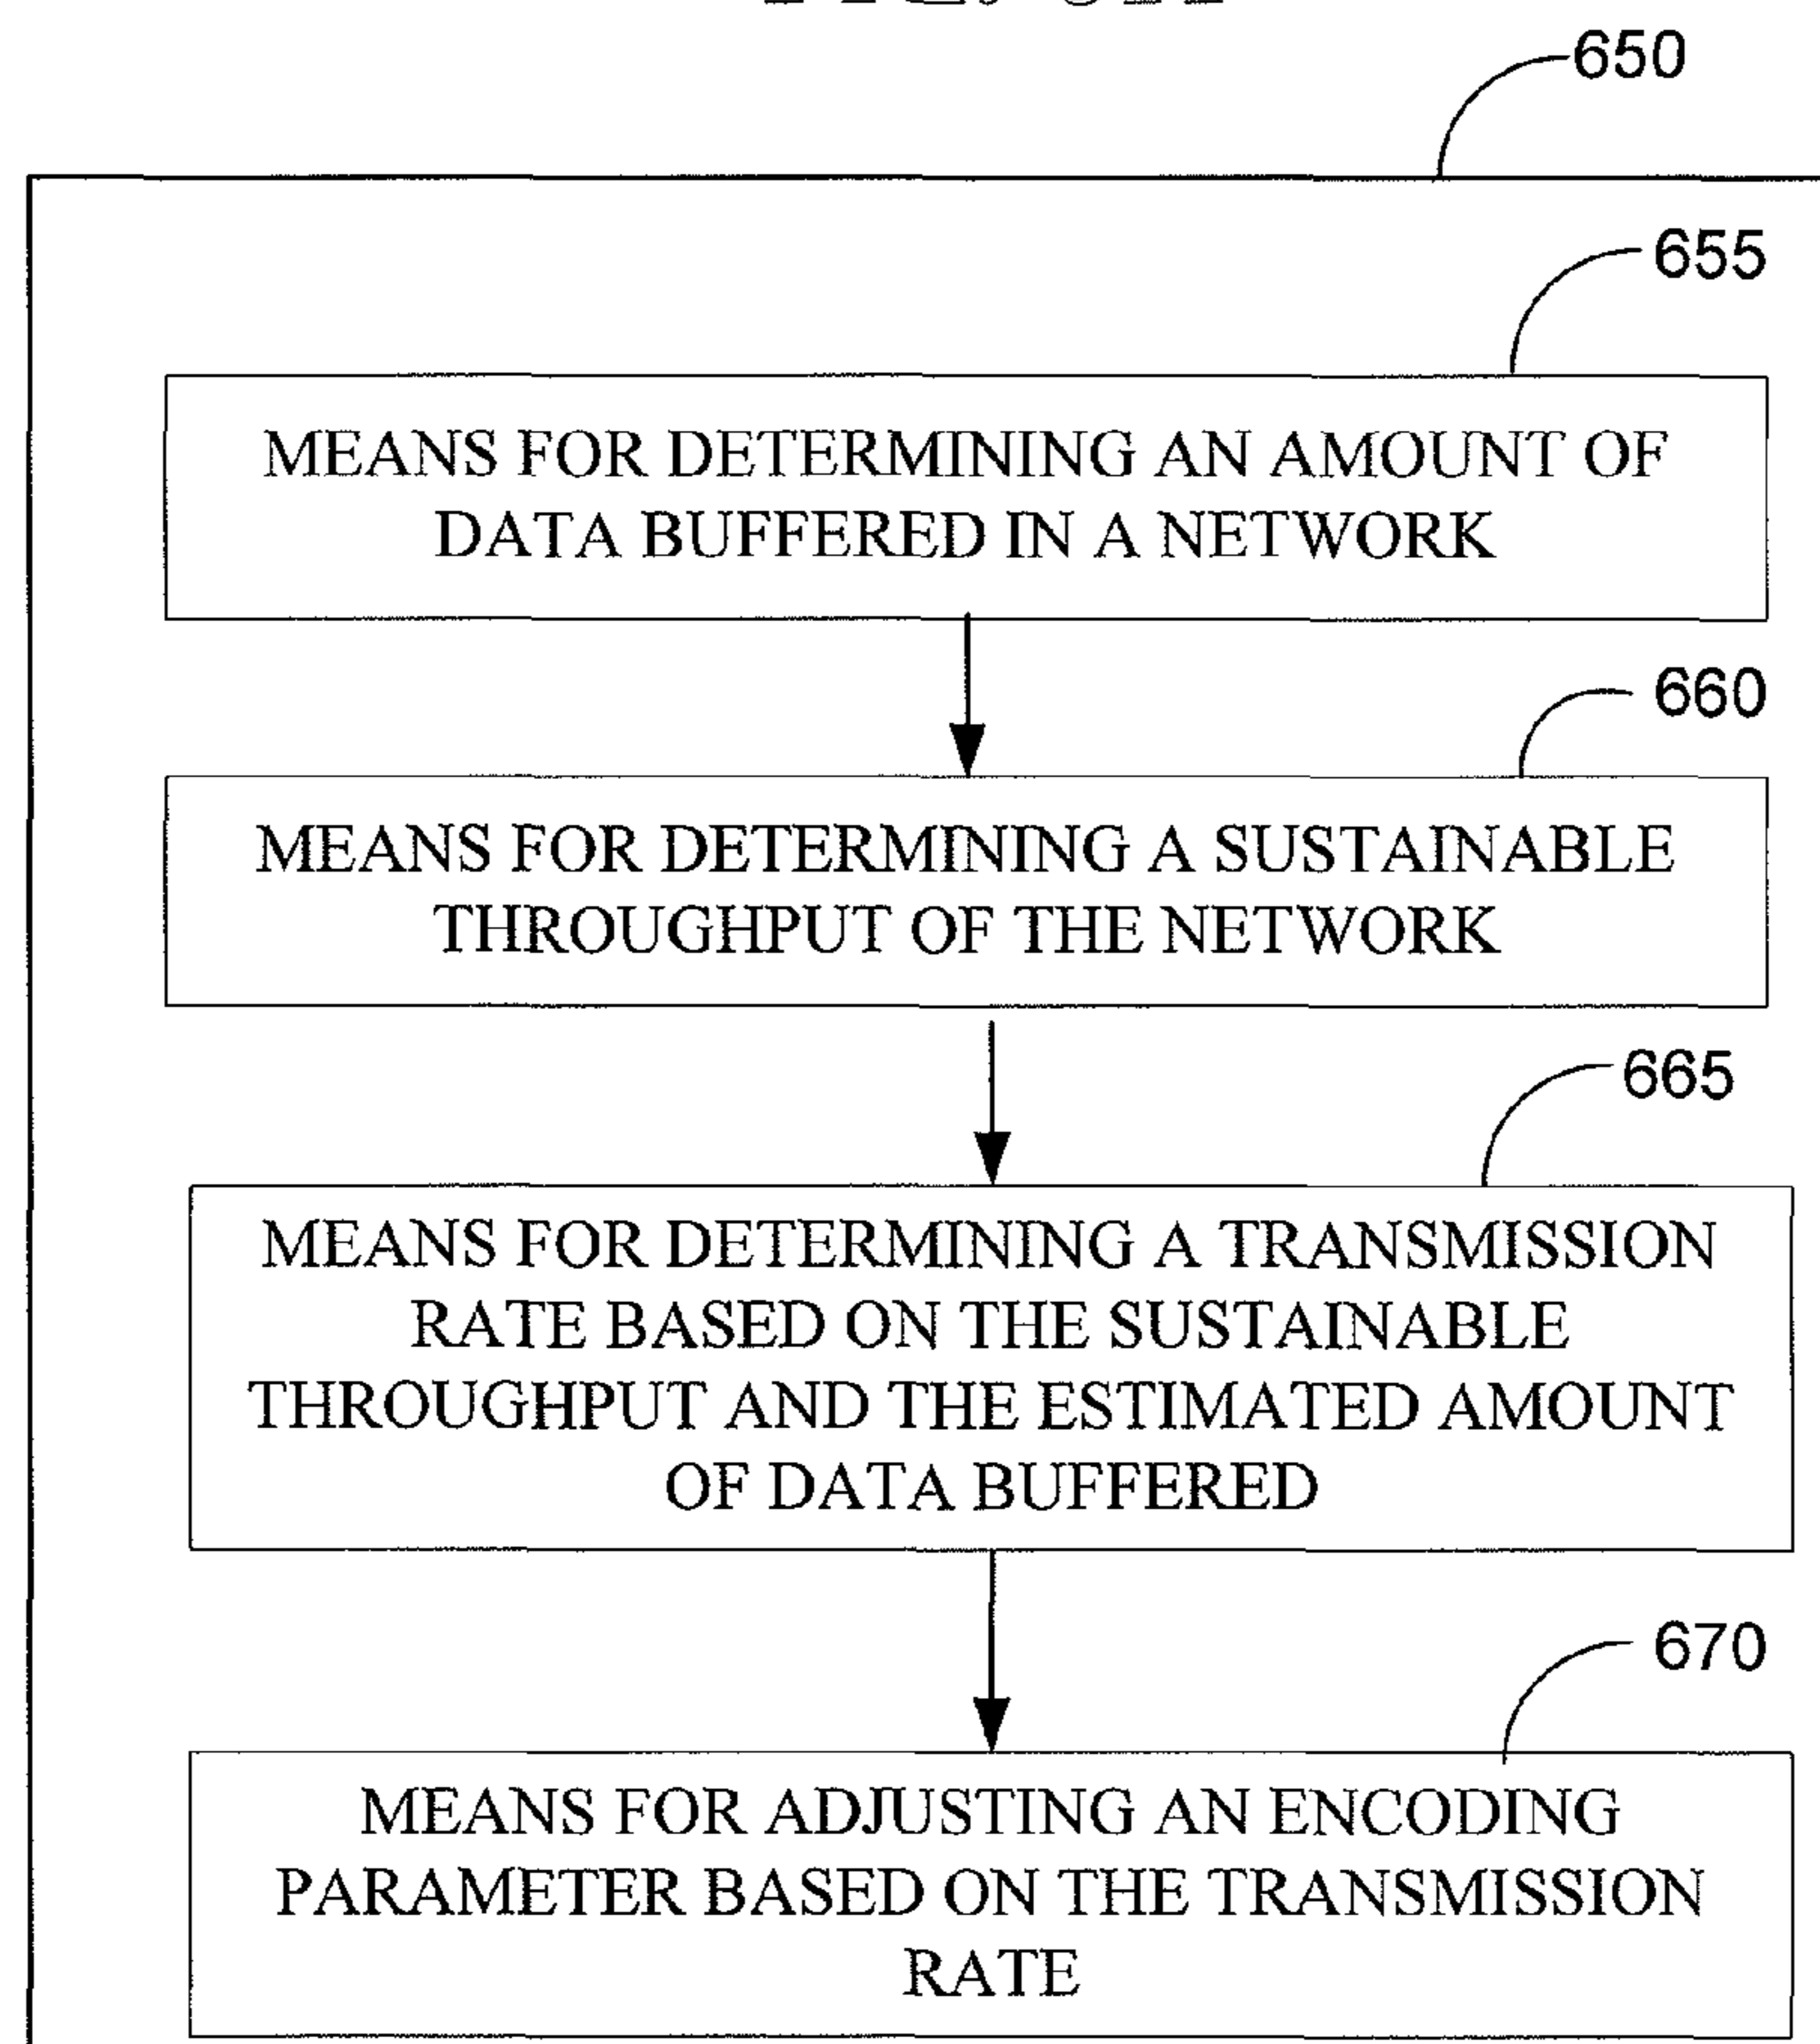 650
655
MEANS FOR DETERMINING AN AMOUNT OF
DATA BUFFERED IN A NETWORK
660
MEANS FOR DETERMINING A SUSTAINABLE
THROUGHPUT OF THE NETWORK
665
MEANS FOR DETERMINING A TRANSMISSION
RATE BASED ON THE SUSTAINABLE
THROUGHPUT AND THE ESTIMATED AMOUNT
OF DATA BUFFERED
670
MEANS FOR ADJUSTING AN ENCODING
PARAMETER BASED ON THE TRANSMISSION
RATE